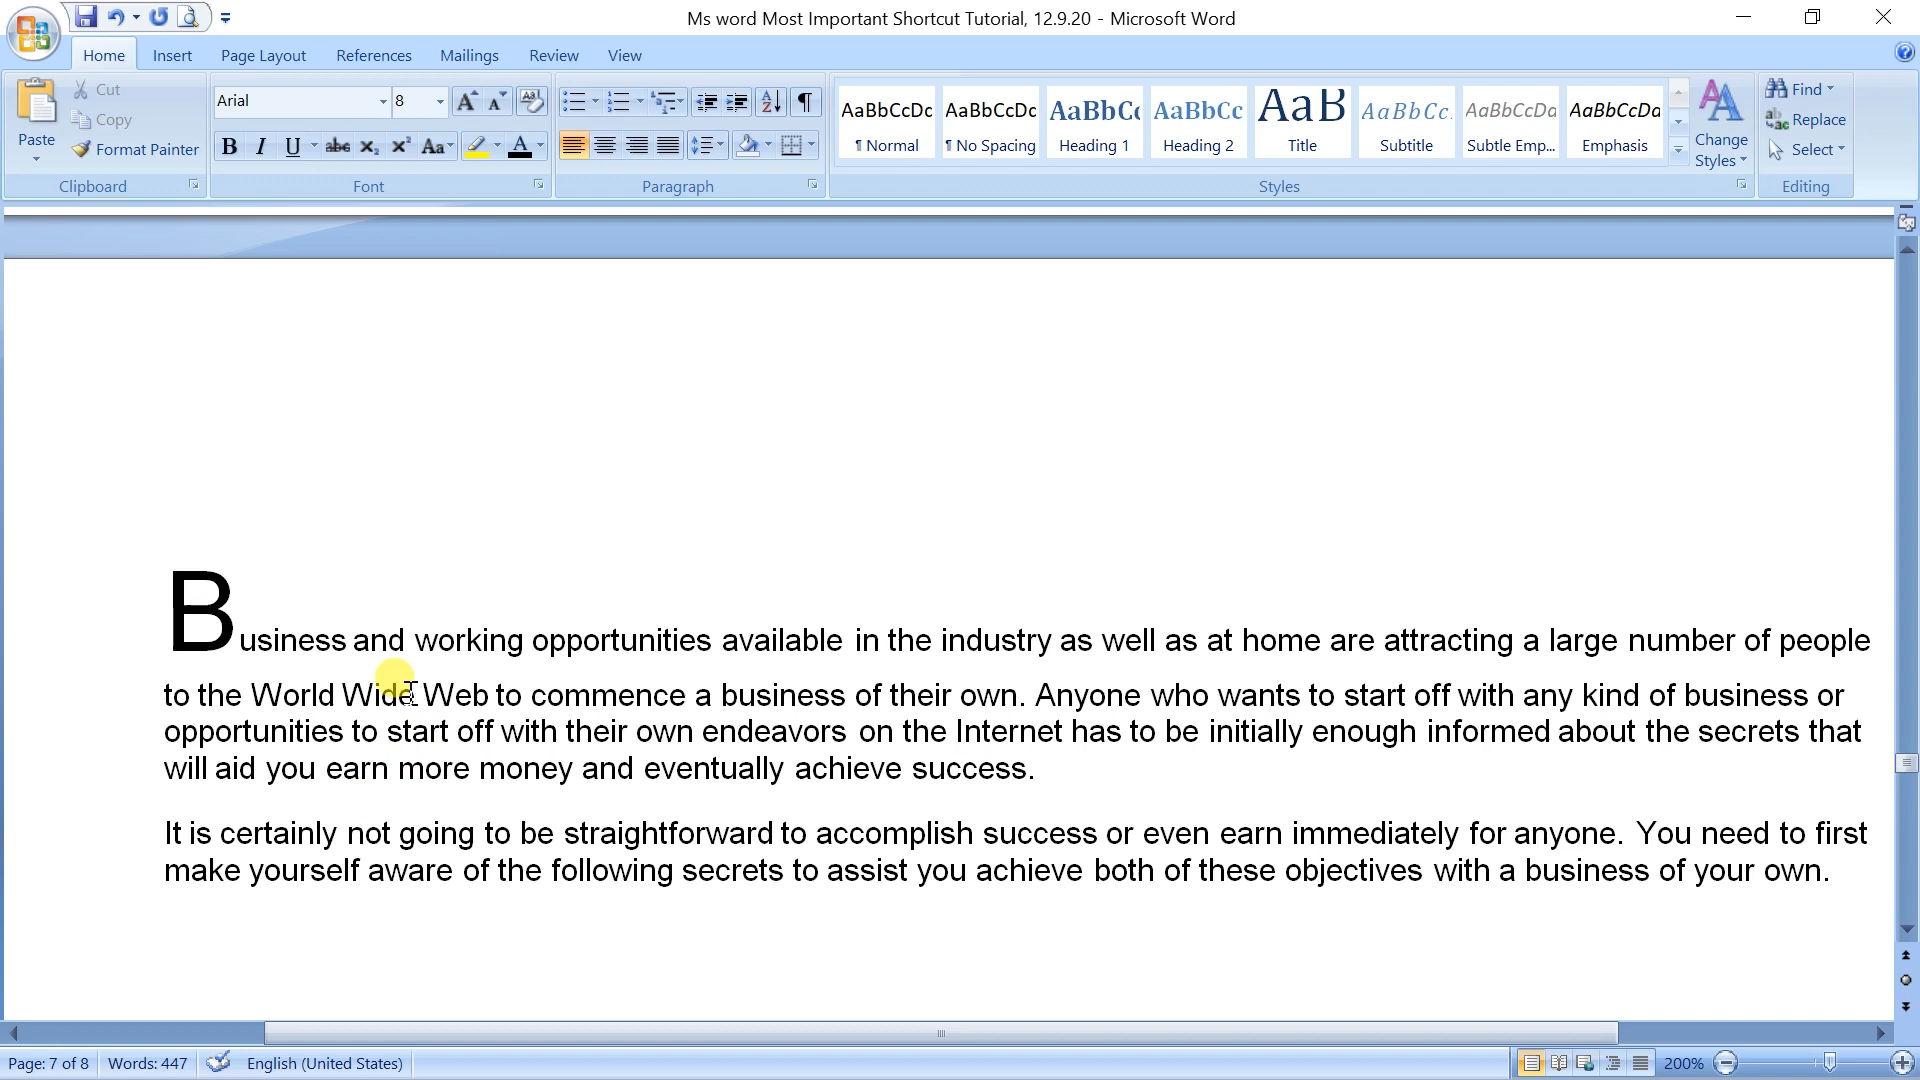 Ms word Most Important Shortcut Tutorial, 12.9.20 - Microsoft Word
Home Insert Page Layout References Mailings Review View
Paste
Cut
Copy
Format Painter
Clipboard
Arial 8
B I U abc X₂ X² Aa A
Font
Paragraph
AaBbCcDc AaBbCcDc AaBbCc AaBbCc AaB AaBbCc. AaBbCcDd AaBbCcDd
¶ Normal ¶ No Spacing Heading 1 Heading 2 Title Subtitle Subtle Emp... Emphasis
Styles
Change Styles
Find
Replace
Select
Editing
Business and working opportunities available in the industry as well as at home are attracting a large number of people
to the World Wide Web to commence a business of their own. Anyone who wants to start off with any kind of business or
opportunities to start off with their own endeavors on the Internet has to be initially enough informed about the secrets that
will aid you earn more money and eventually achieve success.
It is certainly not going to be straightforward to accomplish success or even earn immediately for anyone. You need to first
make yourself aware of the following secrets to assist you achieve both of these objectives with a business of your own.
Page: 7 of 8 Words: 447 English (United States) 200%